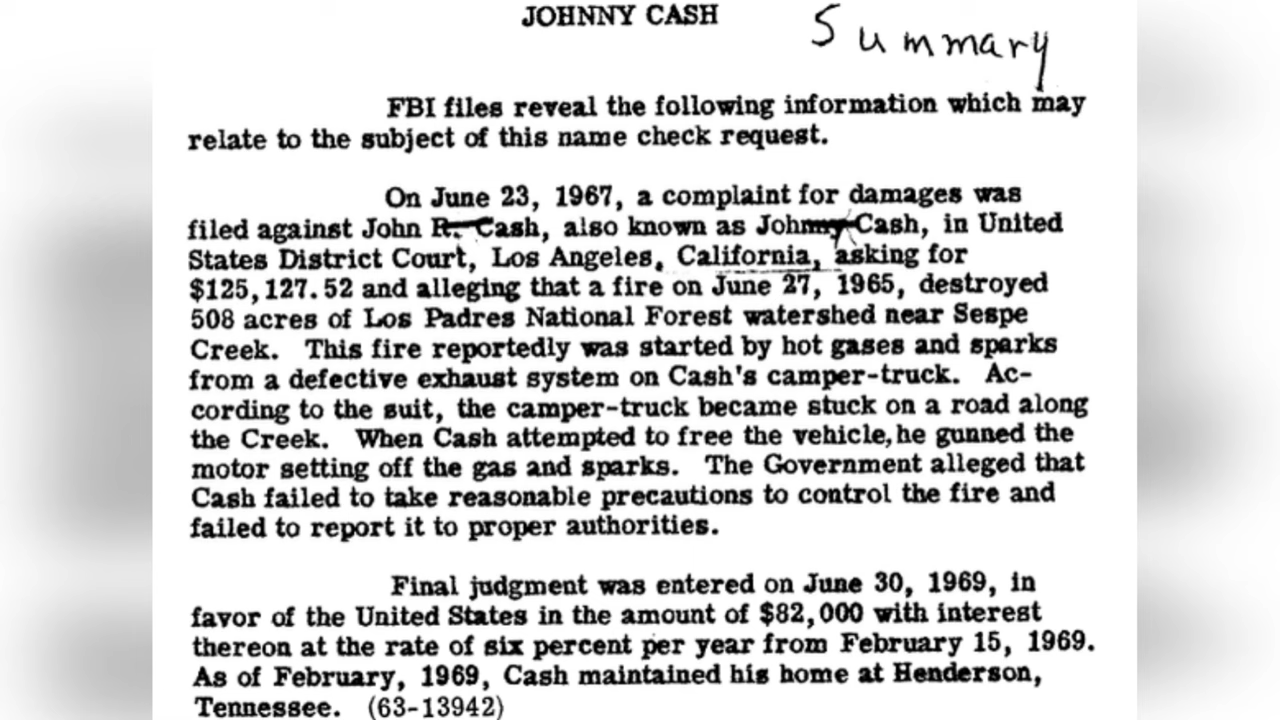 JOHNNY CASH
Summary
FBI files reveal the following information which may
relate to the subject of this name check request.
On June 23, 1967, a complaint for damages was
filed against John R. Cash, also known as Johnny Cash, in United
States District Court, Los Angeles, California, asking for
$125,127.52 and alleging that a fire on June 27, 1965, destroyed
508 acres of Los Padres National Forest watershed near Sespe
Creek. This fire reportedly was started by hot gases and sparks
from a defective exhaust system on Cash's camper-truck. Ac-
cording to the suit, the camper-truck became stuck on a road along
the Creek. When Cash attempted to free the vehicle, he gunned the
motor setting off the gas and sparks. The Government alleged that
Cash failed to take reasonable precautions to control the fire and
failed to report it to proper authorities.
Final judgment was entered on June 30, 1969, in
favor of the United States in the amount of $82,000 with interest
thereon at the rate of six percent per year from February 15, 1969.
As of February, 1969, Cash maintained his home at Henderson,
Tennessee. (63-13942)